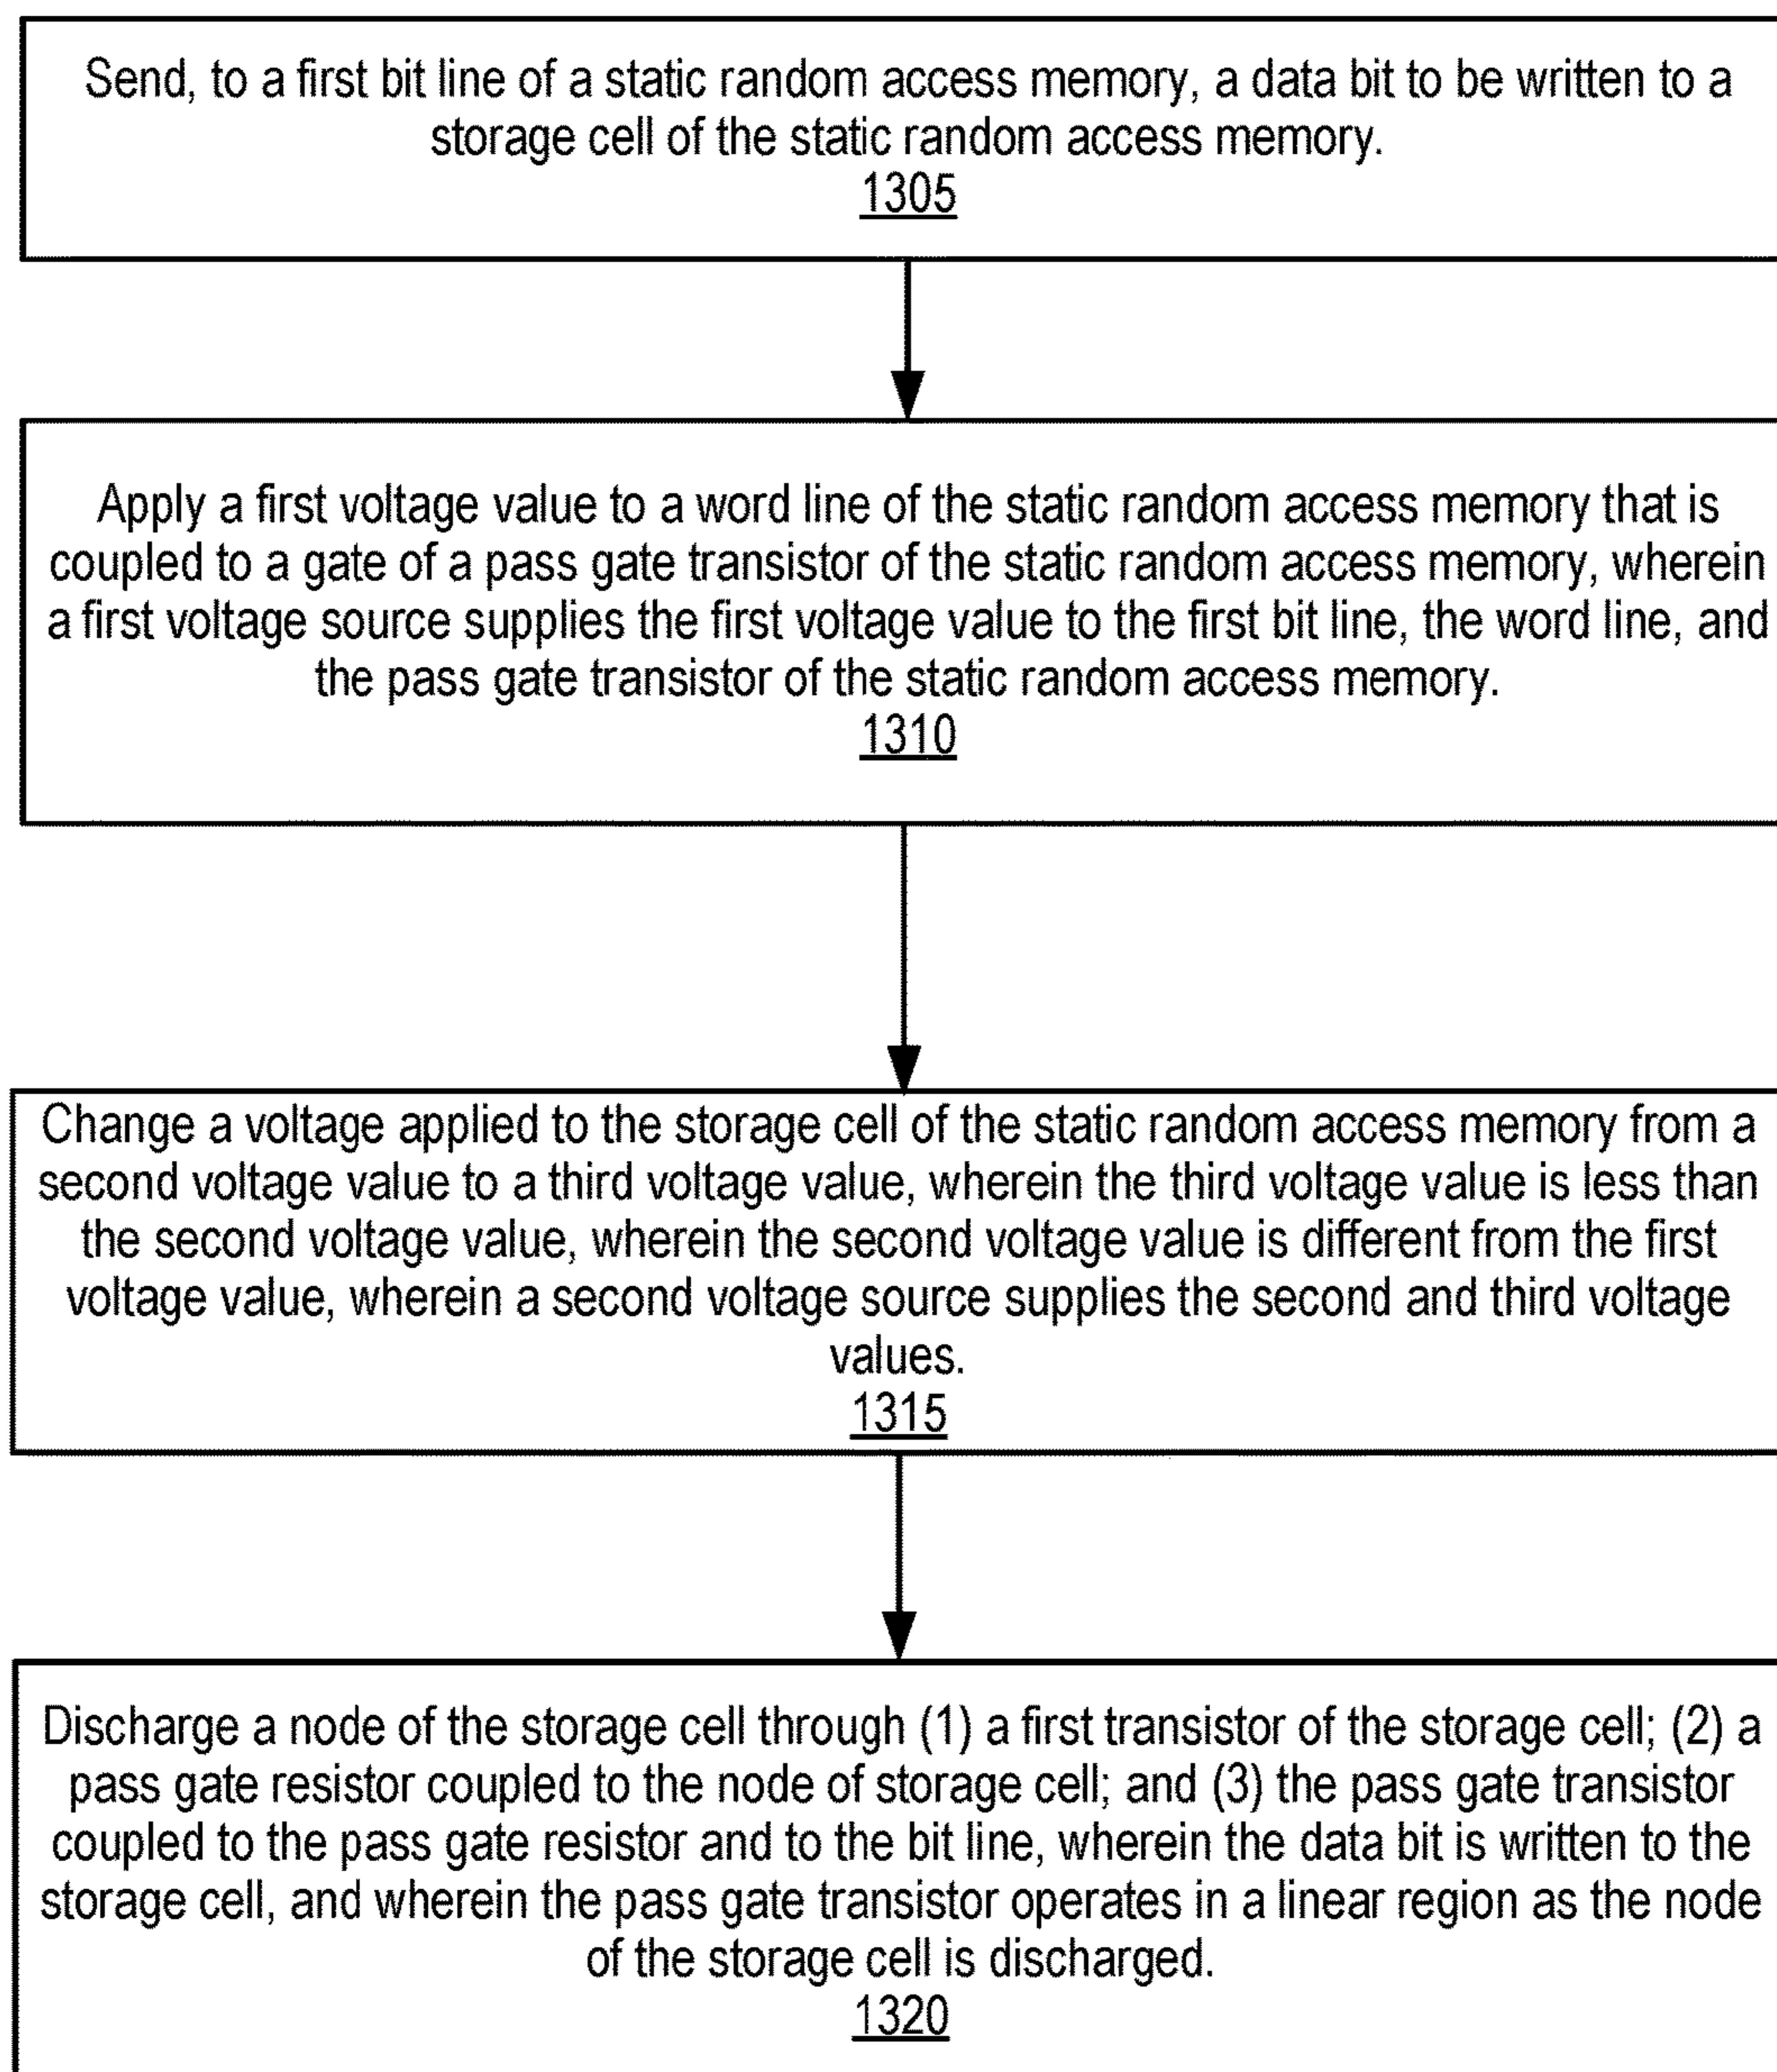 Send, to a first bit line of a static random access memory, a data bit to be written to a
storage cell of the static random access memory.
1305
Apply a first voltage value to a word line of the static random access memory that is
coupled to a gate of a pass gate transistor of the static random access memory, wherein
a first voltage source supplies the first voltage value to the first bit line, the word line, and
the pass gate transistor of the static random access memory.
1310
Change a voltage applied to the storage cell of the static random access memory from a
second voltage value to a third voltage value, wherein the third voltage value is less than
the second voltage value, wherein the second voltage value is different from the first
voltage value, wherein a second voltage source supplies the second and third voltage
values.
1315
Discharge a node of the storage cell through (1) a first transistor of the storage cell; (2) a
pass gate resistor coupled to the node of storage cell; and (3) the pass gate transistor
coupled to the pass gate resistor and to the bit line, wherein the data bit is written to the
storage cell, and wherein the pass gate transistor operates in a linear region as the node
of the storage cell is discharged.
1320